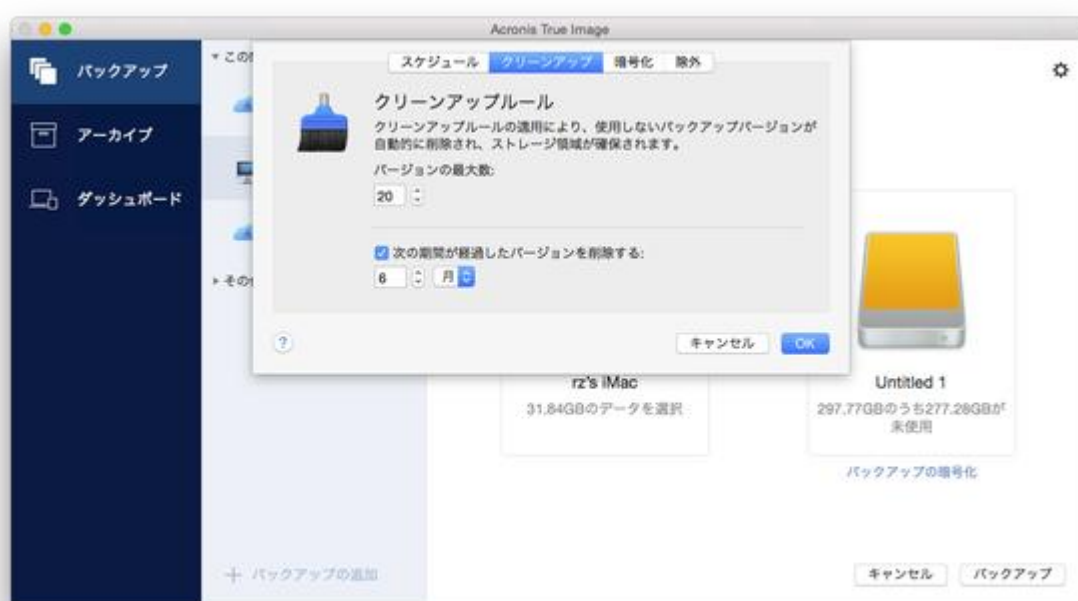 Acronis True Image
バックアップ
アーカイブ
ダッシュボード
スケジュール クリーンアップ 暗号化 除外
クリーンアップルール
クリーンアップルールの適用により、使用しないバックアップバージョンが
自動的に削除され、ストレージ領域が確保されます。
バージョンの最大数:
20
次の期間が経過したバージョンを削除する:
6 月
? キャンセル OK
rz's iMac
31.84GBのデータを選択
Untitled 1
297.77GBのうち277.28GBが
未使用
バックアップの暗号化
+ バックアップの追加
キャンセル バックアップ